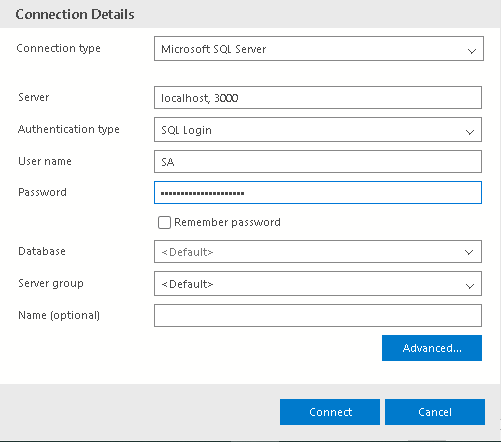 Connection Details
Connection type Microsoft SQL Server
Server localhost, 3000
Authentication type SQL Login
User name SA
Password ••••••••••••••••••••
Remember password
Database <Default>
Server group <Default>
Name (optional)
Advanced...
Connect Cancel